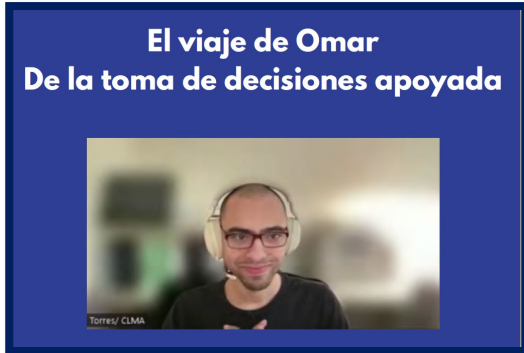 El viaje de Omar
De la toma de decisiones apoyada
Torres/ CLMA